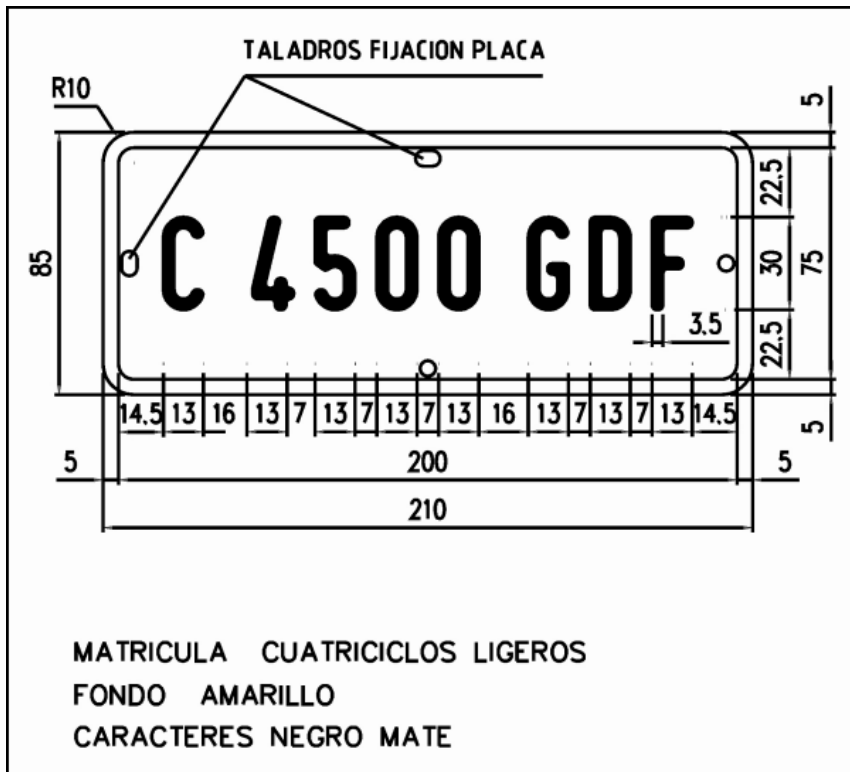 TALADROS FIJACION PLACA
R10
5
22,5
C 4500 GDF
85
30
75
3,5
22,5
14,5 13 16 13 7 13 7 13 7 13 16 13 7 13 7 13 14,5
5
5 200 5
210
MATRICULA CUATRICICLOS LIGEROS
FONDO AMARILLO
CARACTERES NEGRO MATE